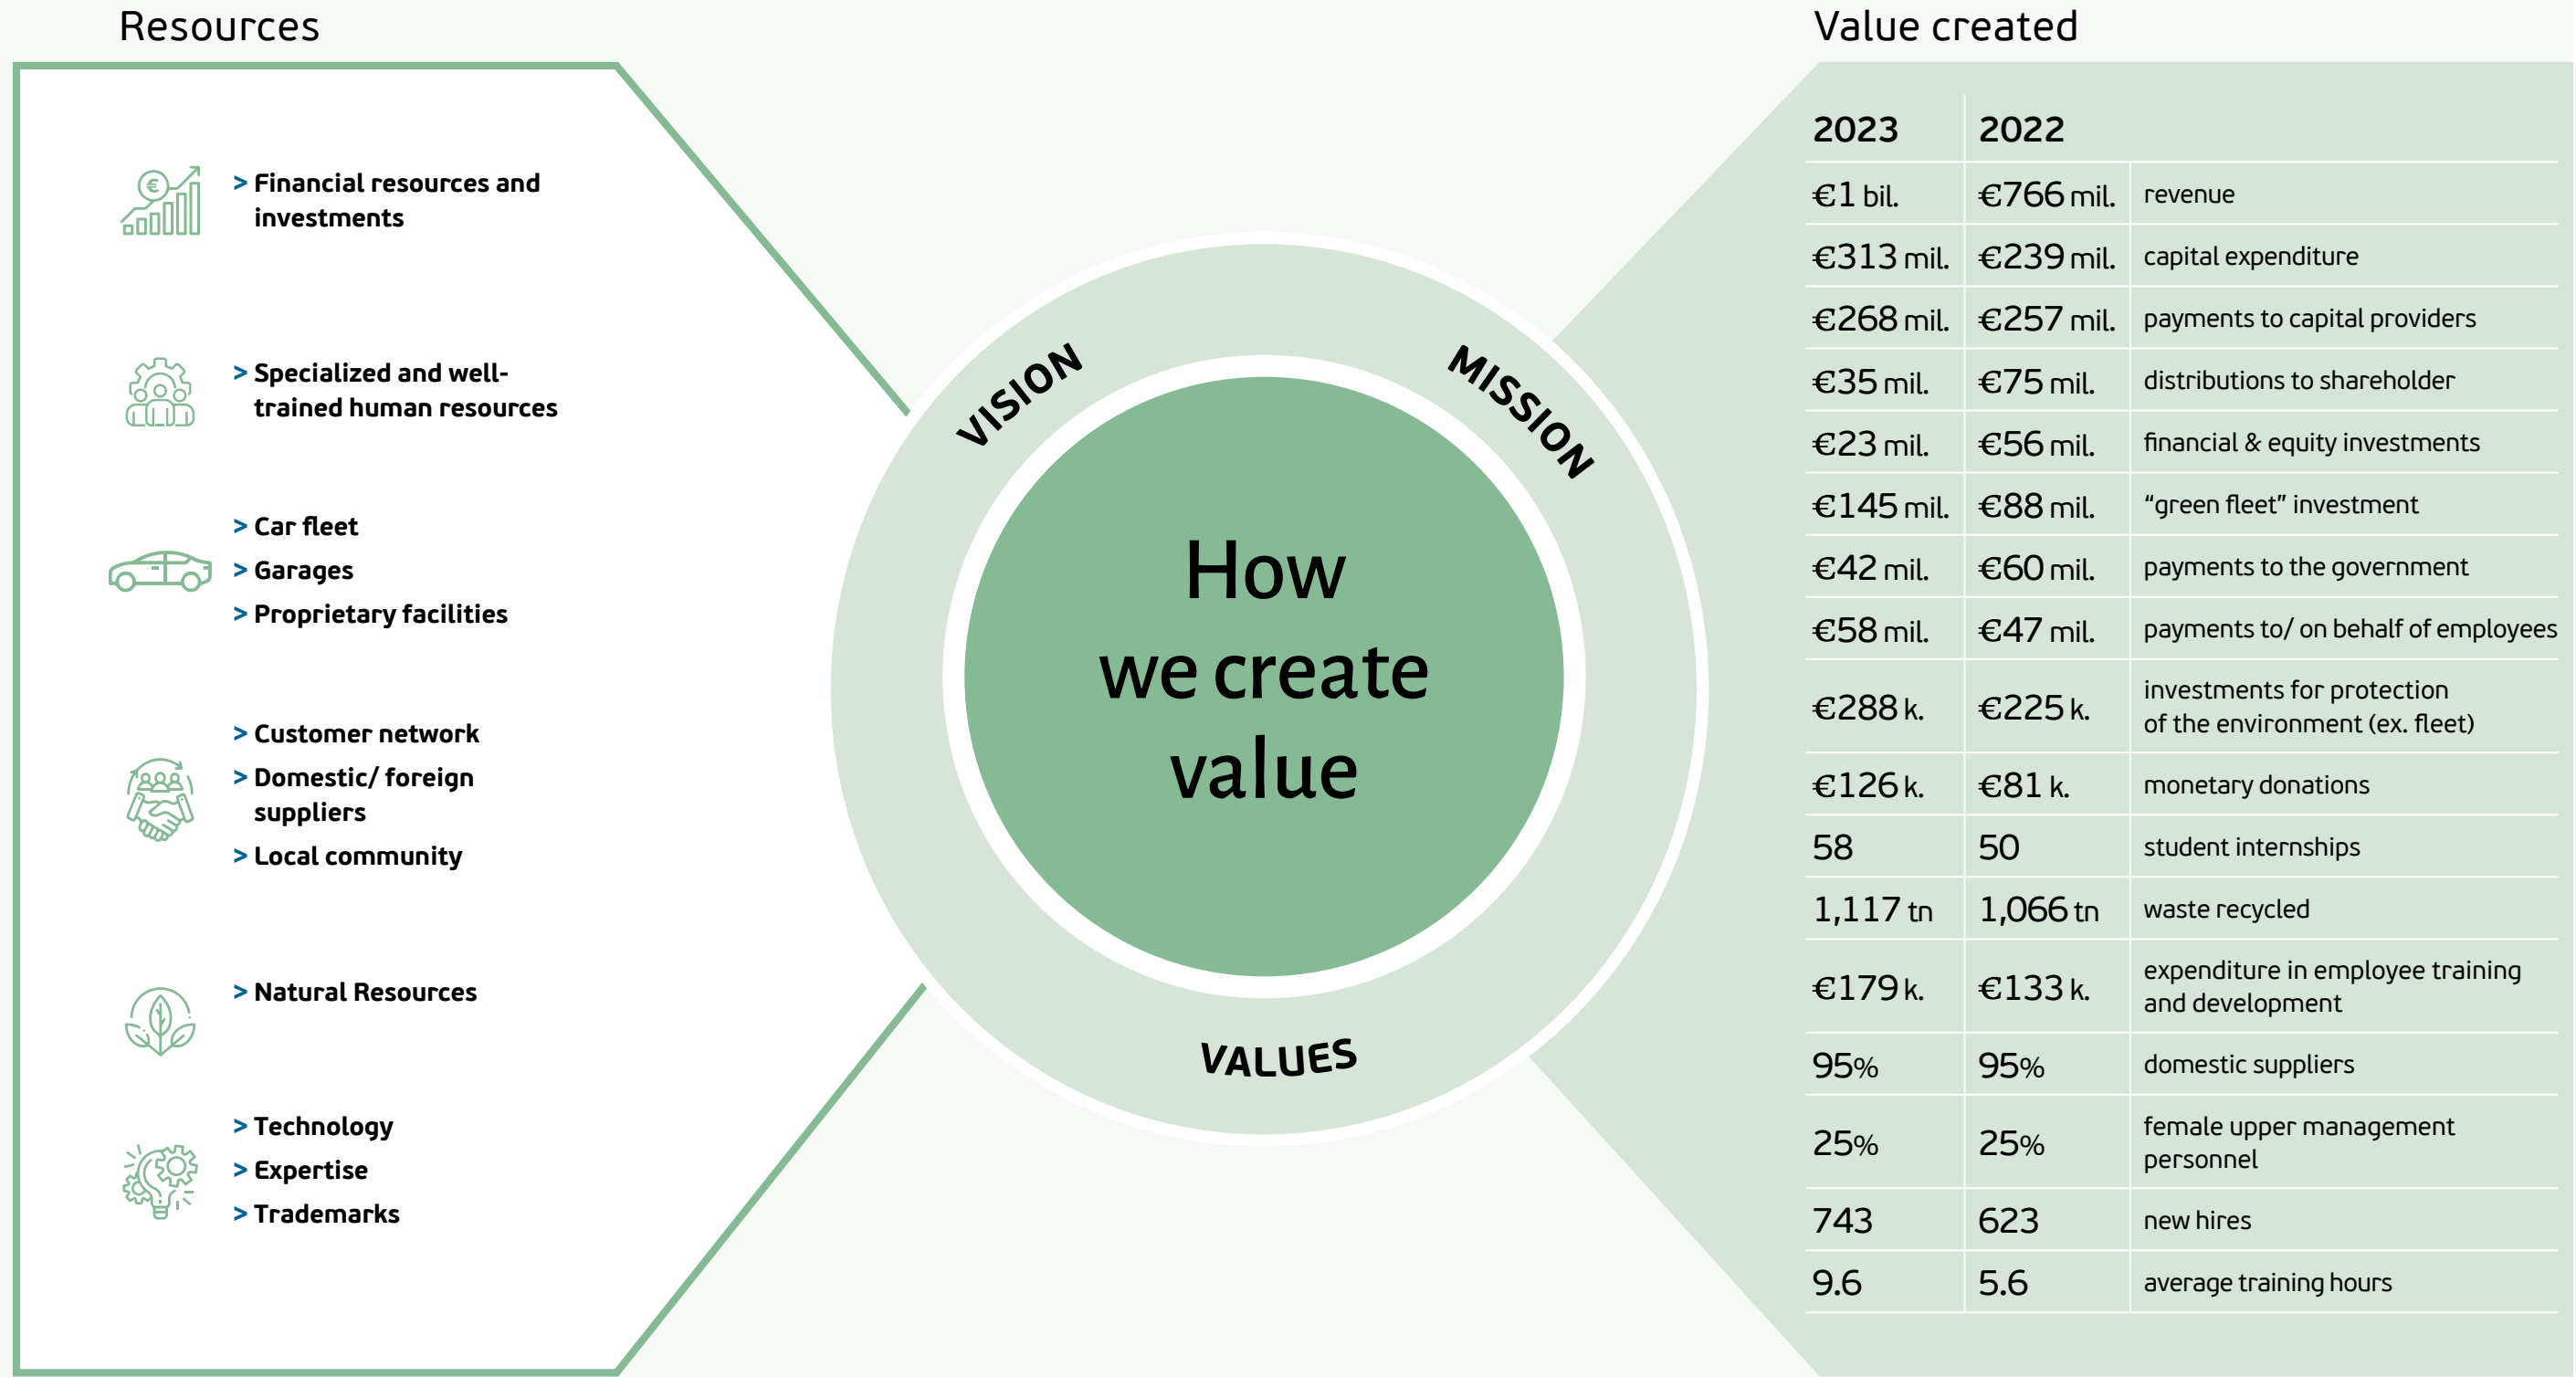 Resources
> Financial resources and
investments
> Specialized and well-
trained human resources
> Car fleet
> Garages
> Proprietary facilities
> Customer network
> Domestic/ foreign
suppliers
> Local community
> Natural Resources
> Technology
> Expertise
> Trademarks
VISION
MISSION
How
we create
value
VALUES
Value created
2023 2022
€1 bil. €766 mil. revenue
€313 mil. €239 mil. capital expenditure
€268 mil. €257 mil. payments to capital providers
€35 mil. €75 mil. distributions to shareholder
€23 mil. €56 mil. financial & equity investments
€145 mil. €88 mil. “green fleet” investment
€42 mil. €60 mil. payments to the government
€58 mil. €47 mil. payments to/ on behalf of employees
€288 k. €225 k. investments for protection
of the environment (ex. fleet)
€126 k. €81 k. monetary donations
58 50 student internships
1,117 tn 1,066 tn waste recycled
€179 k. €133 k. expenditure in employee training
and development
95% 95% domestic suppliers
25% 25% female upper management
personnel
743 623 new hires
9.6 5.6 average training hours